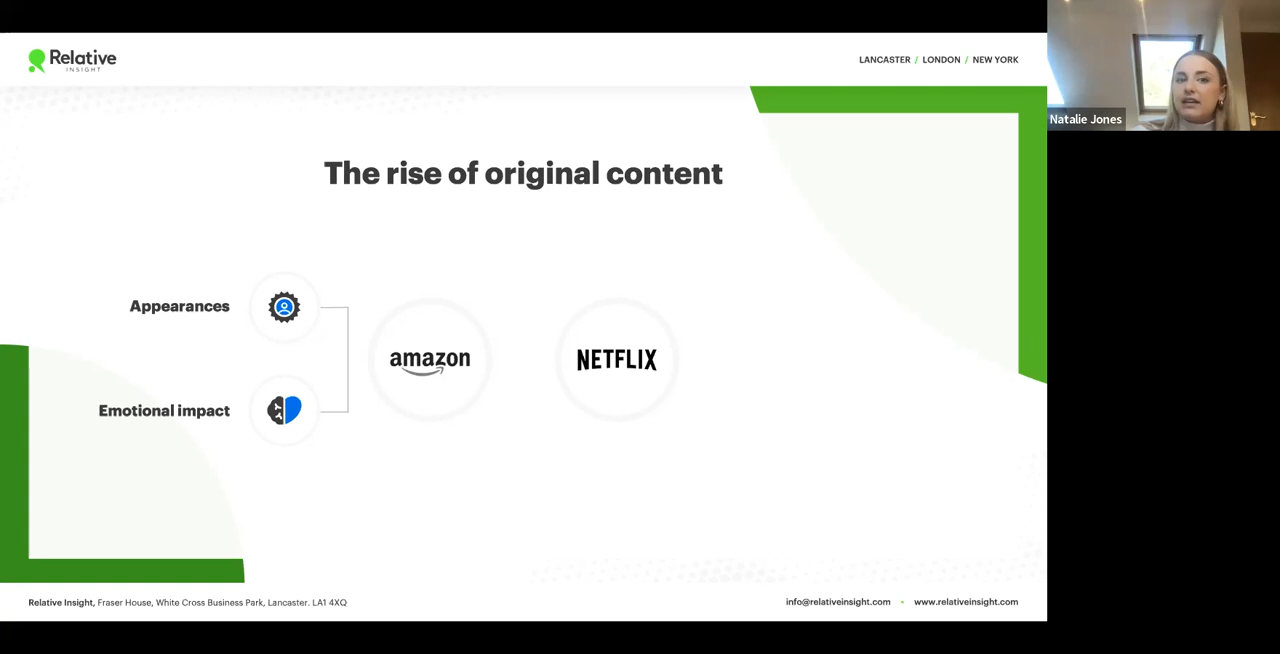 Relative
INSIGHT
LANCASTER / LONDON / NEW YORK
Natalie Jones
The rise of original content
Appearances
amazon
NETFLIX
Emotional impact
Relative Insight, Fraser House, White Cross Business Park, Lancaster. LA1 4XQ
info@relativeinsight.com • www.relativeinsight.com